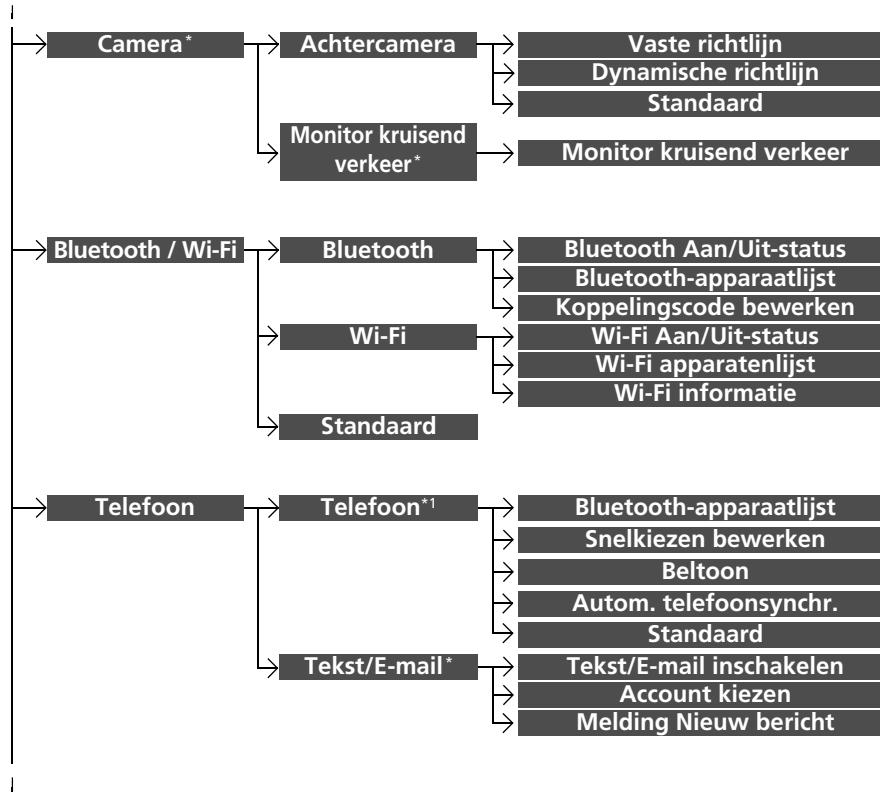 Camera* Achtercamera Vaste richtlijn
Dynamische richtlijn
Standaard
Monitor kruisend
verkeer* Monitor kruisend verkeer
Bluetooth / Wi-Fi Bluetooth Bluetooth Aan/Uit-status
Bluetooth-apparaatlijst
Koppelingscode bewerken
Wi-Fi Wi-Fi Aan/Uit-status
Wi-Fi apparatenlijst
Wi-Fi informatie
Standaard
Telefoon Telefoon*1 Bluetooth-apparaatlijst
Snelkiezen bewerken
Beltoon
Autom. telefoonsynchr.
Standaard
Tekst/E-mail* Tekst/E-mail inschakelen
Account kiezen
Melding Nieuw bericht